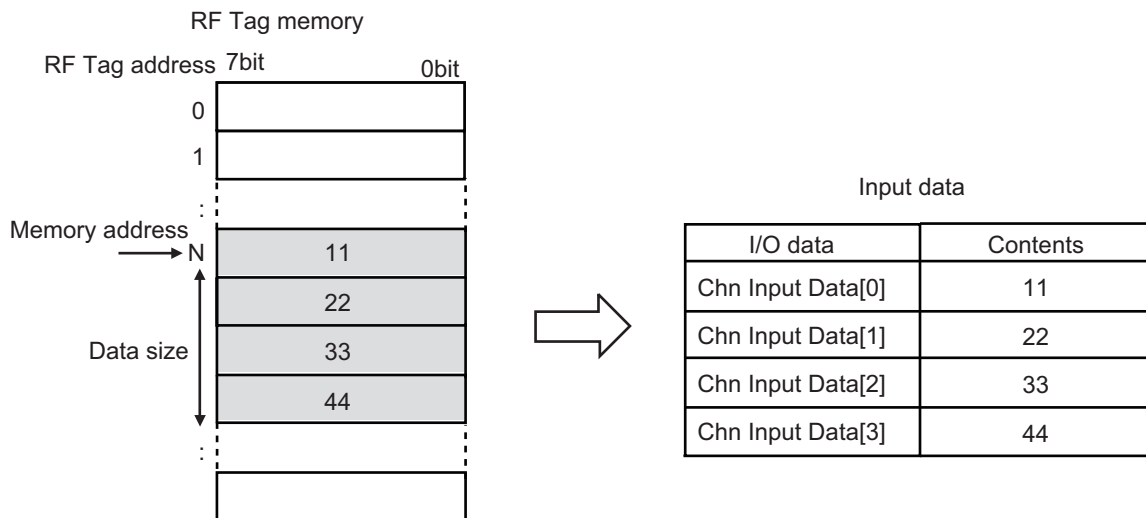 RF Tag memory
RF Tag address 7bit 0bit
0
1
:
Memory address
N 11
22
Data size 33
44
:
Input data
I/O data Contents
Chn Input Data[0] 11
Chn Input Data[1] 22
Chn Input Data[2] 33
Chn Input Data[3] 44